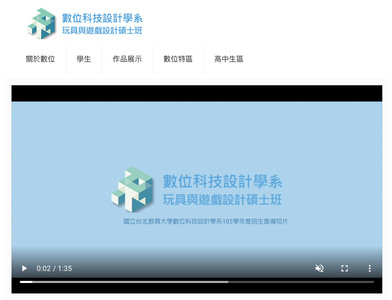 數位科技設計學系
玩具與遊戲設計碩士班
關於數位
學生
作品展示
數位特區
高中生區
數位科技設計學系
玩具與遊戲設計碩士班
國立台北教育大學數位科技設計學系105學年度招生宣導短片
0:02 / 1:35